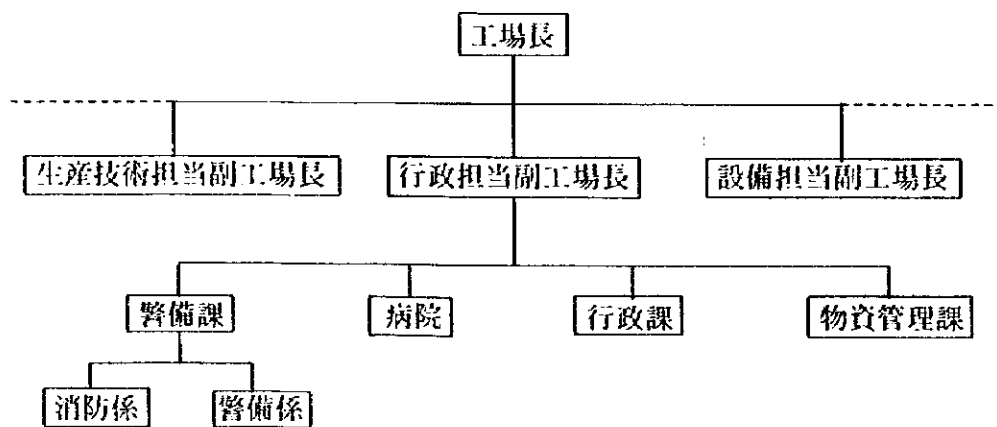 工場長
生産技術担当副工場長
行政担当副工場長
設備担当副工場長
警備課
病院
行政課
物資管理課
消防係
警備係